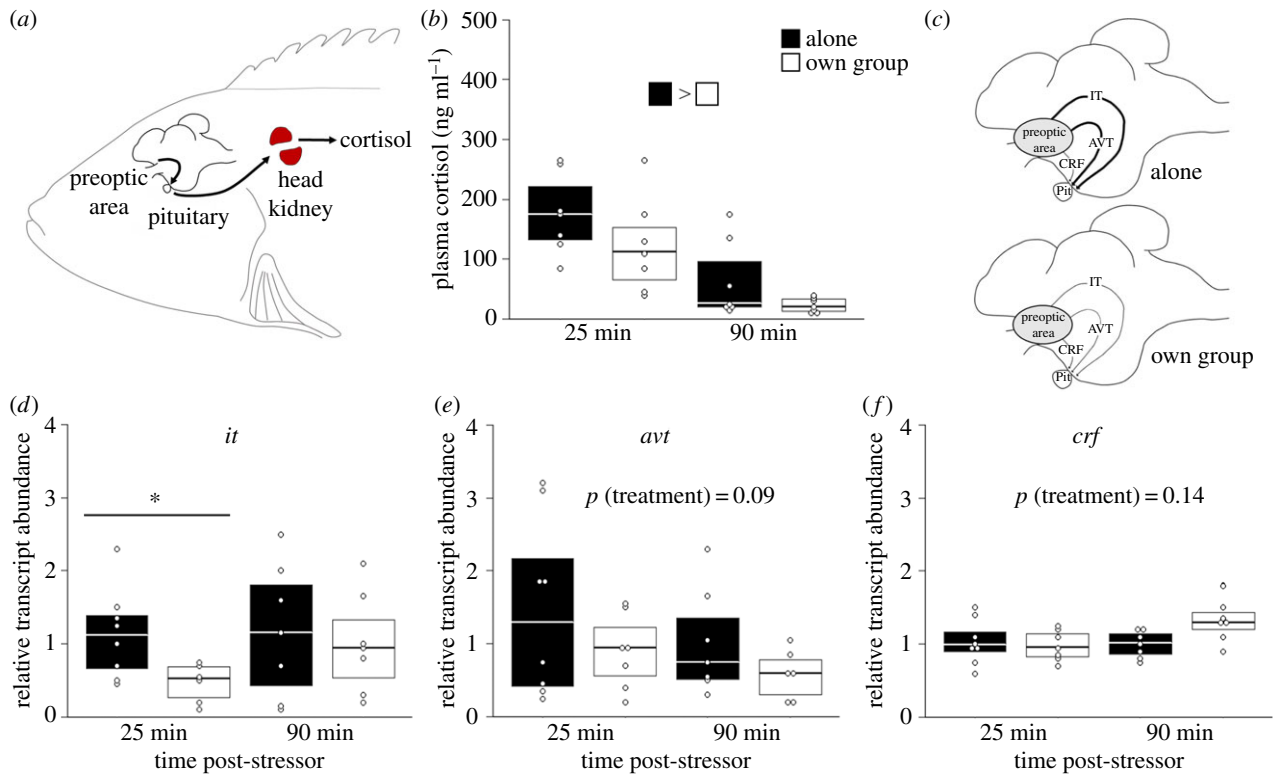 (a)
preoptic
area
pituitary
head
kidney
cortisol
(b)
plasma cortisol (ng ml⁻¹)
500
400
300
200
100
0
alone
own group
>
25 min
90 min
(c)
IT
preoptic
area
AVT
CRF
Pit
alone
IT
preoptic
area
AVT
CRF
Pit
own group
(d)
relative transcript abundance
4
3
2
1
0
it
*
25 min
90 min
time post-stressor
(e)
relative transcript abundance
4
3
2
1
0
avt
p (treatment) = 0.09
25 min
90 min
time post-stressor
(f)
relative transcript abundance
4
3
2
1
0
crf
p (treatment) = 0.14
25 min
90 min
time post-stressor